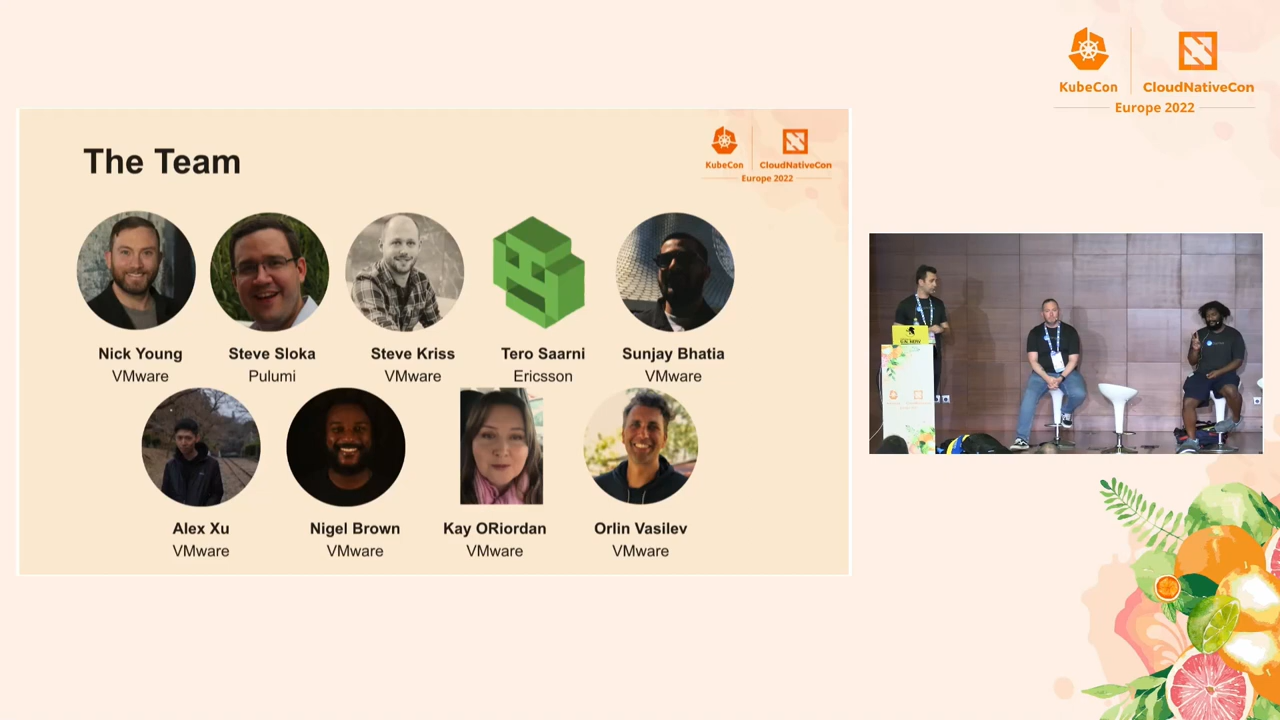 KubeCon
CloudNativeCon
Europe 2022
The Team
KubeCon
CloudNativeCon
Europe 2022
Nick Young
Steve Sloka
Steve Kriss
Tero Saarni
Sunjay Bhatia
VMware
Pulumi
VMware
Ericsson
VMware
Alex Xu
Nigel Brown
Kay ORiordan
Orlin Vasilev
VMware
VMware
VMware
VMware